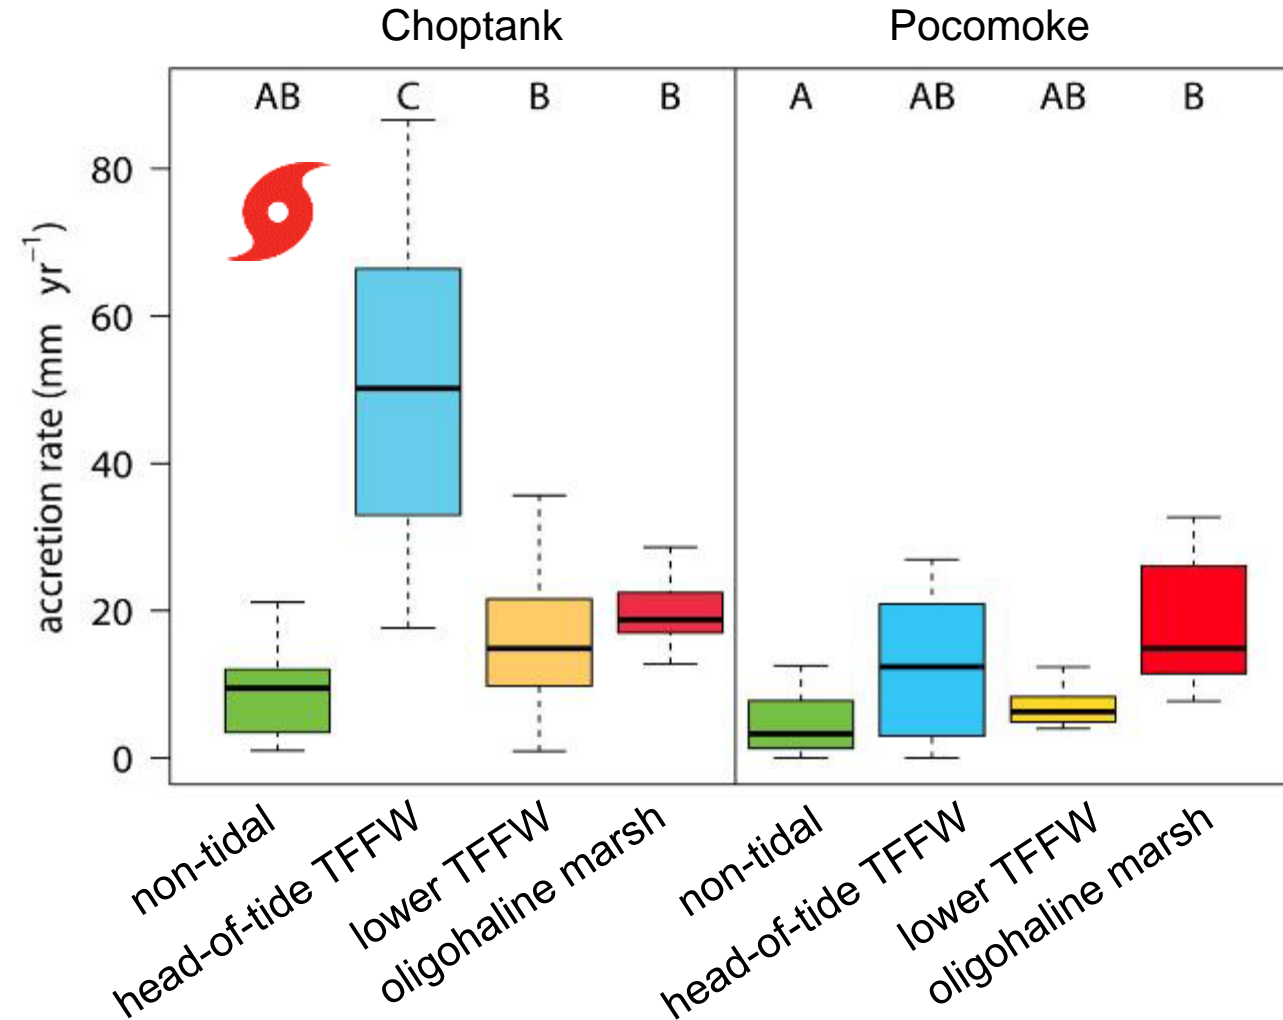 Choptank Pocomoke
AB C B B A AB AB B
accretion rate (mm yr⁻¹)
80
60
40
20
0
non-tidal
head-of-tide TFFW
lower TFFW
oligohaline marsh
non-tidal
head-of-tide TFFW
lower TFFW
oligohaline marsh